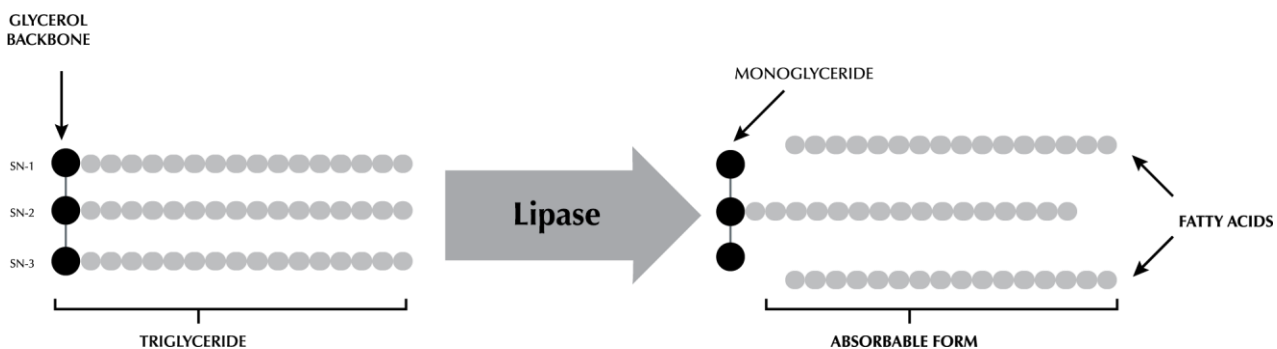 GLYCEROL
BACKBONE
SN-1
SN-2
SN-3
TRIGLYCERIDE
Lipase
MONOGLYCERIDE
FATTY ACIDS
ABSORBABLE FORM